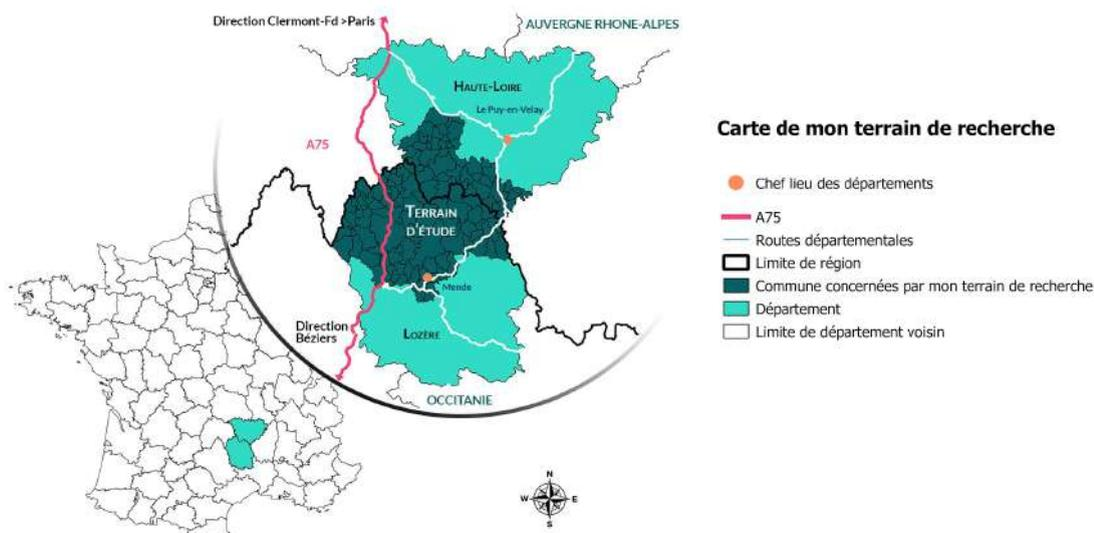 Direction Clermont-Fd >Paris
AUVERGNE RHONE-ALPES
HAUTE-LOIRE
Le Puy-en-Velay
A75
TERRAIN
D'ÉTUDE
Mende
Direction
Béziers
LOZÈRE
OCCITANIE
N
W
E
S
Carte de mon terrain de recherche
Chef lieu des départements
A75
Routes départementales
Limite de région
Commune concernées par mon terrain de recherche
Département
Limite de département voisin